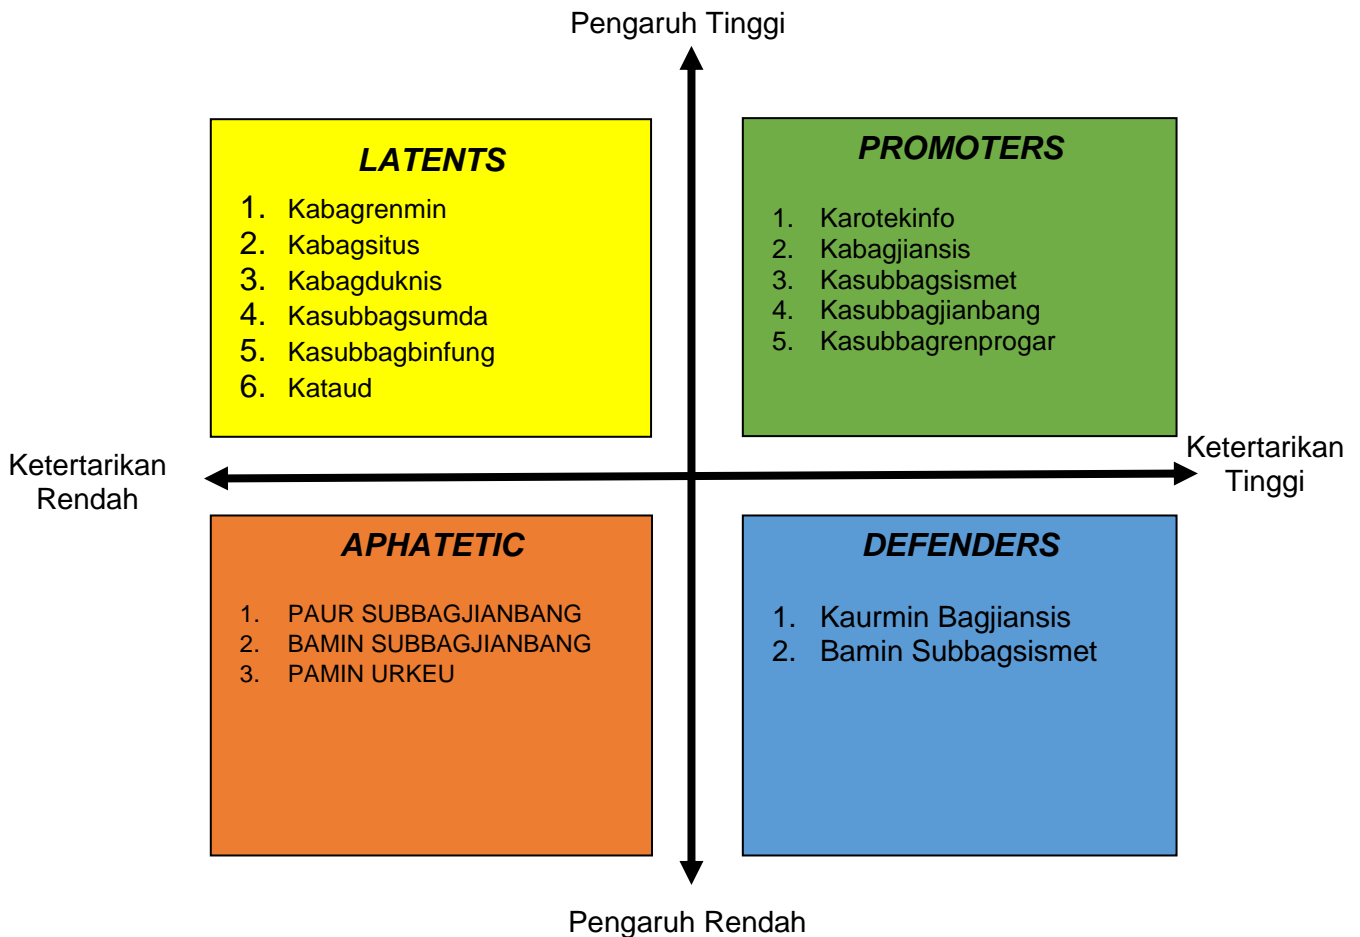 Pengaruh Tinggi
LATENTS
1. Kabagrenmin
2. Kabagsitus
3. Kabagduknis
4. Kasubbagsumda
5. Kasubbagbinfung
6. Kataud
PROMOTERS
1. Karotekinfo
2. Kabagjiansis
3. Kasubbagsismet
4. Kasubbagjianbang
5. Kasubbagrenprogar
Ketertarikan
Rendah
Ketertarikan
Tinggi
APHATETIC
1. PAUR SUBBAGJIANBANG
2. BAMIN SUBBAGJIANBANG
3. PAMIN URKEU
DEFENDERS
1. Kaurmin Bagjiansis
2. Bamin Subbagsismet
Pengaruh Rendah